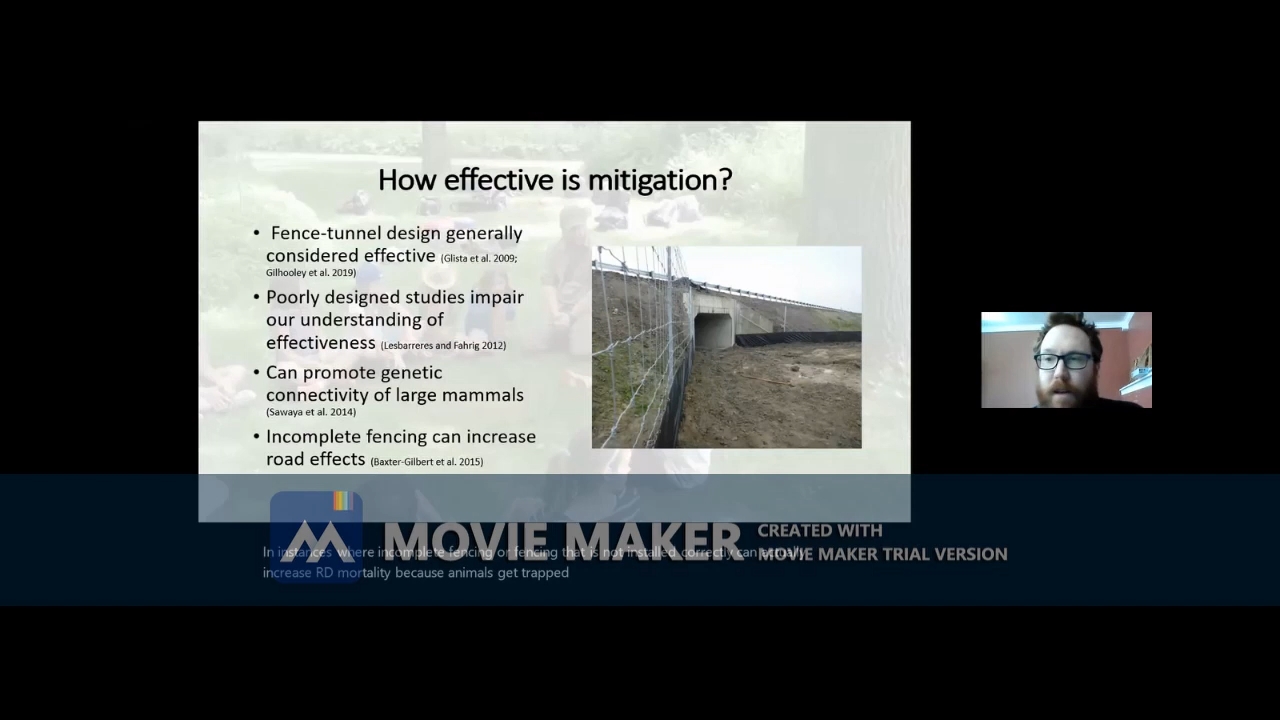 How effective is mitigation?
• Fence-tunnel design generally
considered effective (Glista et al. 2009;
Gilhooley et al. 2019)
• Poorly designed studies impair
our understanding of
effectiveness (Lesbarreres and Fahrig 2012)
• Can promote genetic
connectivity of large mammals
(Sawaya et al. 2014)
• Incomplete fencing can increase
road effects (Baxter-Gilbert et al. 2015)
MOVIE MAKER
CREATED WITH
MOVIE MAKER TRIAL VERSION
In instances where incomplete fencing or fencing that is not installed correctly can actually
increase RD mortality because animals get trapped